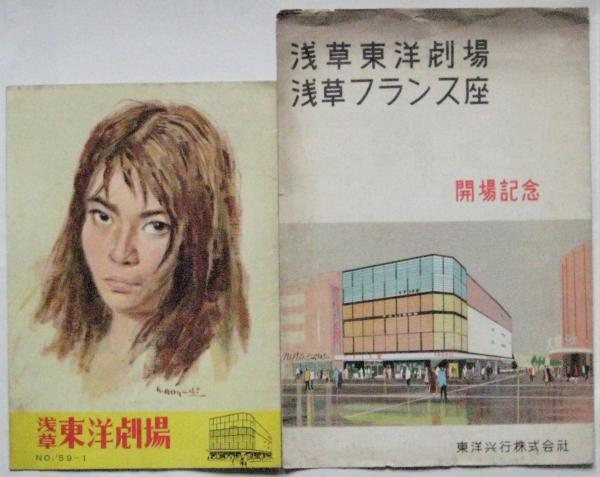 浅草
東洋劇場
NO.'59-1
浅草東洋劇場
浅草フランス座
開場記念
東洋兴行株式会社